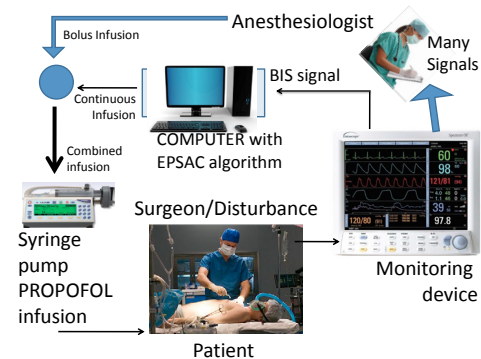 Anesthesiologist
Bolus Infusion
Many
Signals
BIS signal
Continuous
Infusion
COMPUTER with
EPSAC algorithm
Combined
infusion
60
98
121/81
39
120/80
97.8
Surgeon/Disturbance
Syringe
pump
PROPOFOL
infusion
Monitoring
device
Patient